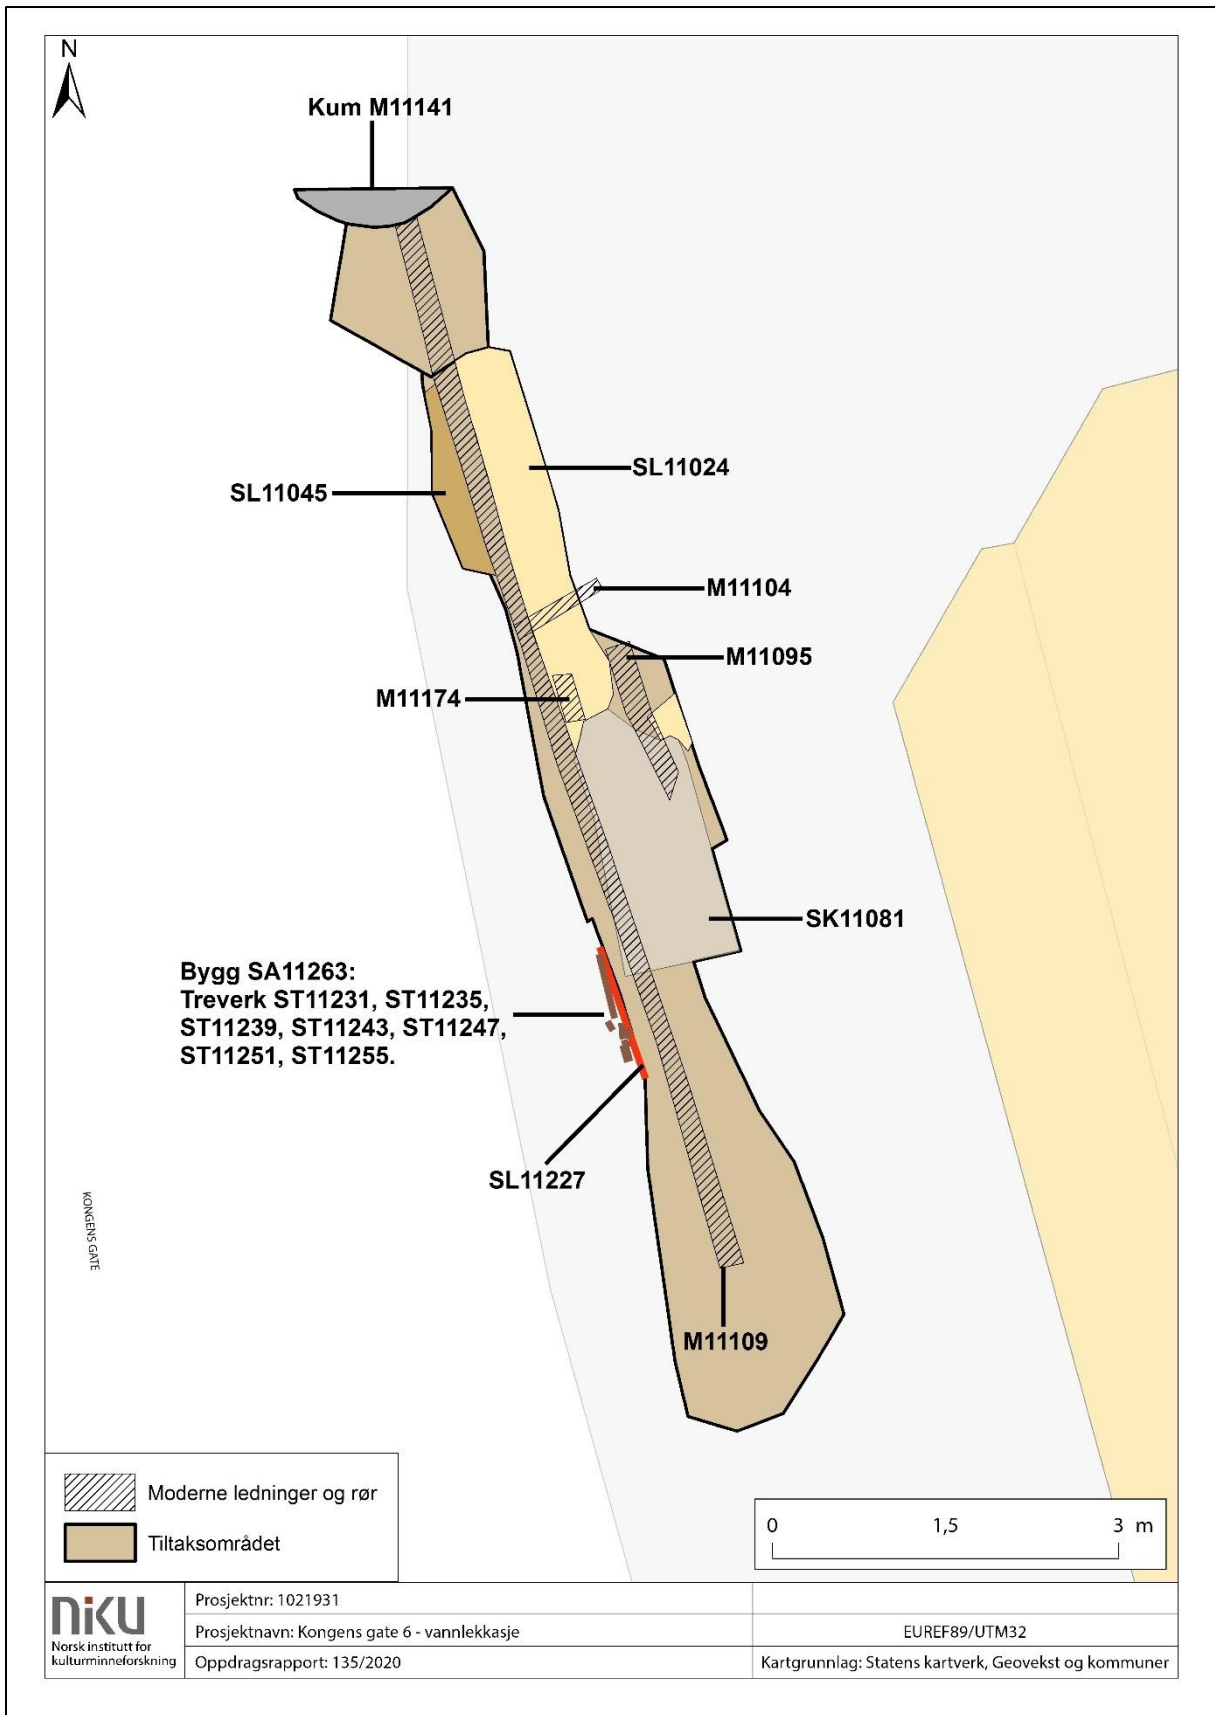 N
Kum M11141
SL11024
SL11045
M11104
M11095
M11174
SK11081
Bygg SA11263:
Treverk ST11231, ST11235,
ST11239, ST11243, ST11247,
ST11251, ST11255.
SL11227
KONGENS GATE
M11109
Moderne ledninger og rør
Tiltaksområdet
0 1,5 3 m
niku
Norsk institutt for
kulturminneforskning
Prosjektnr: 1021931
Prosjektnavn: Kongens gate 6 - vannlekkasje
EUREF89/UTM32
Oppdragsrapport: 135/2020
Kartgrunnlag: Statens kartverk, Geovekst og kommuner